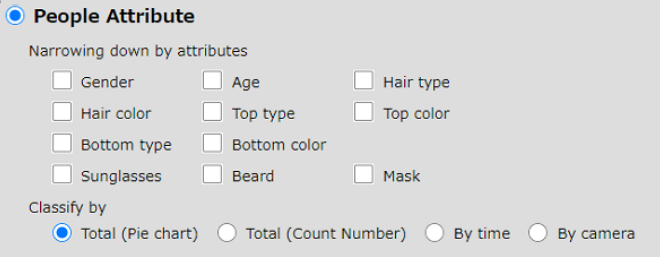 People Attribute
Narrowing down by attributes
Gender Age Hair type
Hair color Top type Top color
Bottom type Bottom color
Sunglasses Beard Mask
Classify by
Total (Pie chart) Total (Count Number) By time By camera